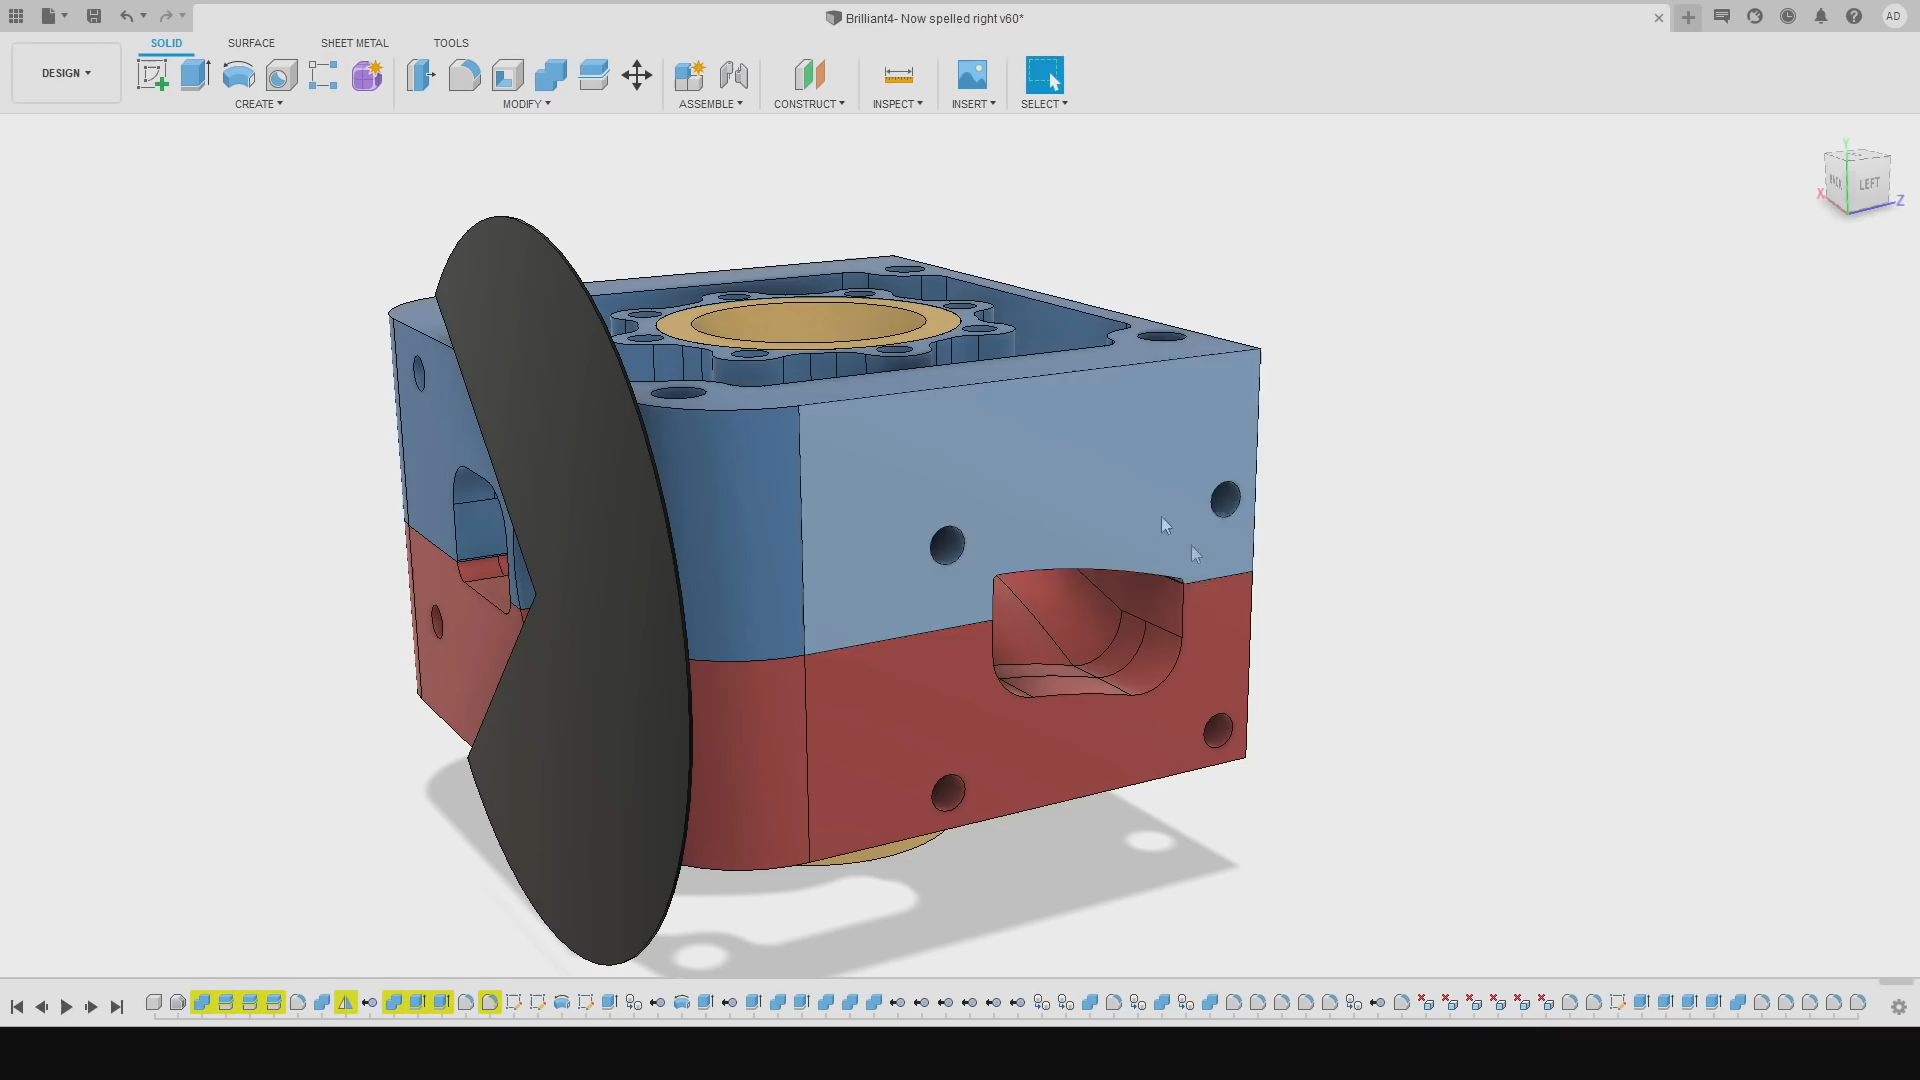 Brilliant4- Now spelled right v60*
AD
SOLID
SURFACE
SHEET METAL
TOOLS
DESIGN
CREATE
MODIFY
ASSEMBLE
CONSTRUCT
INSPECT
INSERT
SELECT
Y
BACK
LEFT
X
Z